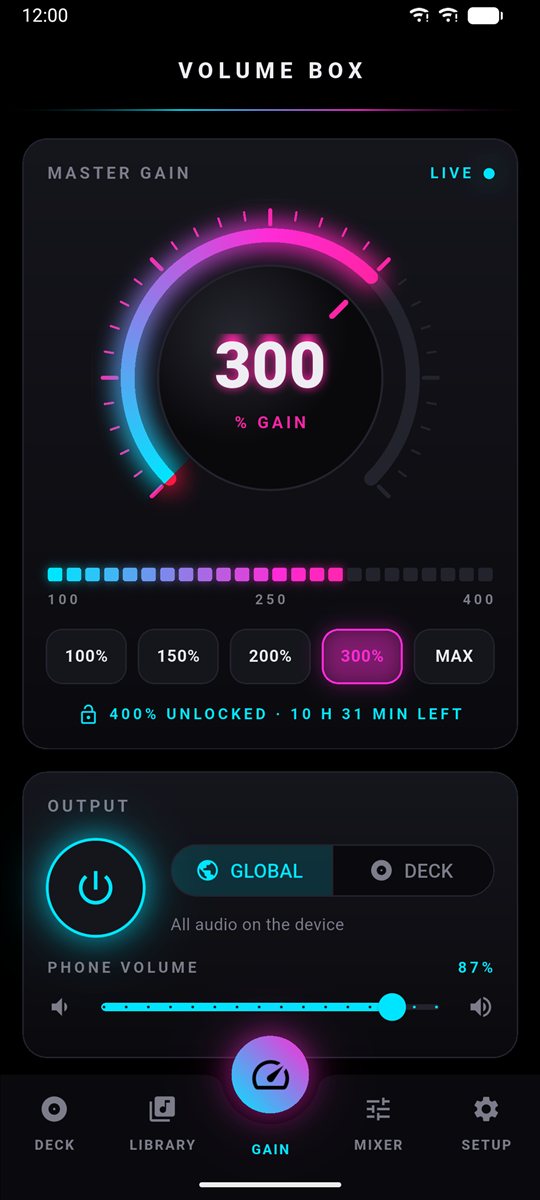 12:00
VOLUME BOX
MASTER GAIN
LIVE
300
% GAIN
100 250 400
100% 150% 200% 300% MAX
400% UNLOCKED · 10 H 31 MIN LEFT
OUTPUT
GLOBAL DECK
All audio on the device
PHONE VOLUME 87%
DECK LIBRARY GAIN MIXER SETUP